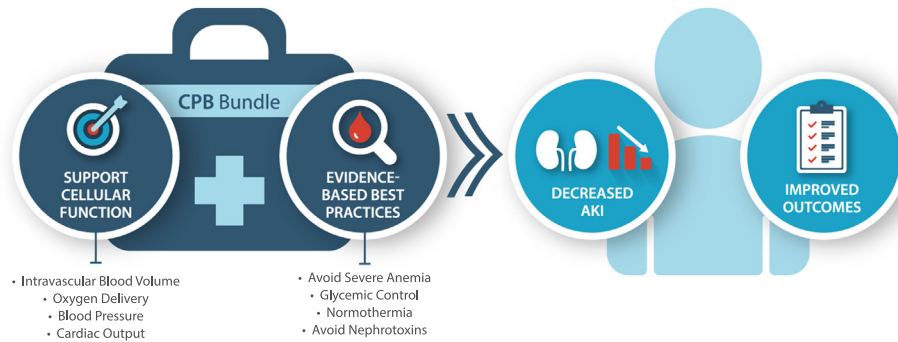 CPB Bundle
SUPPORT
CELLULAR
FUNCTION
• Intravascular Blood Volume
• Oxygen Delivery
• Blood Pressure
• Cardiac Output
EVIDENCE-
BASED BEST
PRACTICES
• Avoid Severe Anemia
• Glycemic Control
• Normothermia
• Avoid Nephrotoxins
DECREASED
AKI
IMPROVED
OUTCOMES